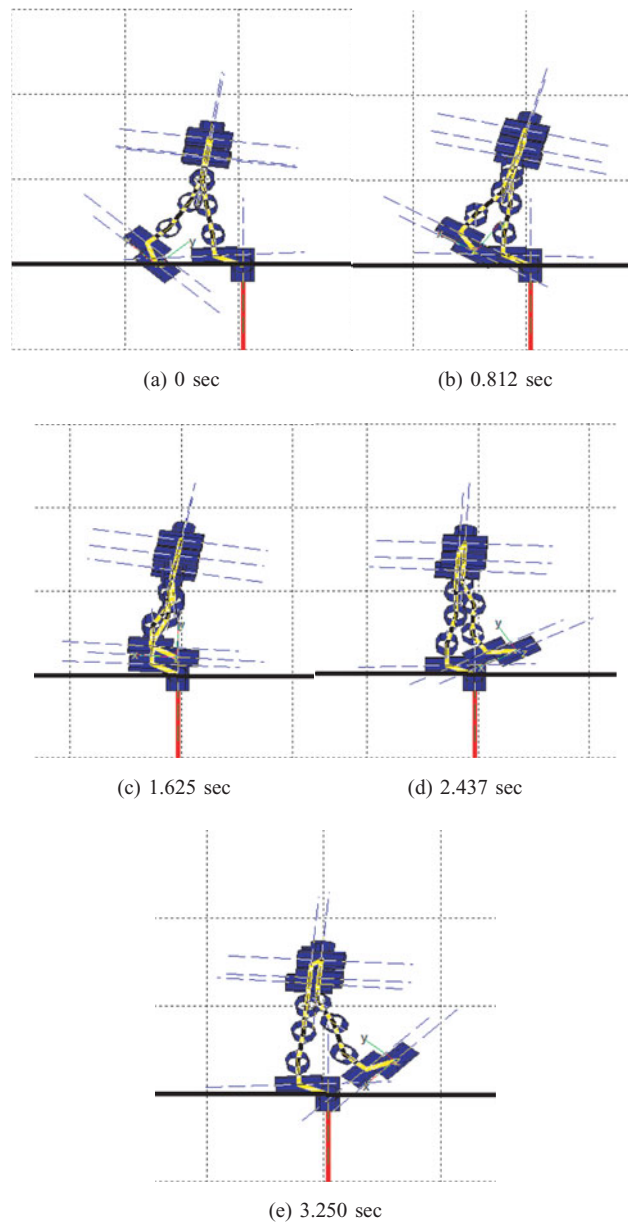 y
(a) 0 sec
(b) 0.812 sec
(c) 1.625 sec
y
x
(d) 2.437 sec
y
x
(e) 3.250 sec